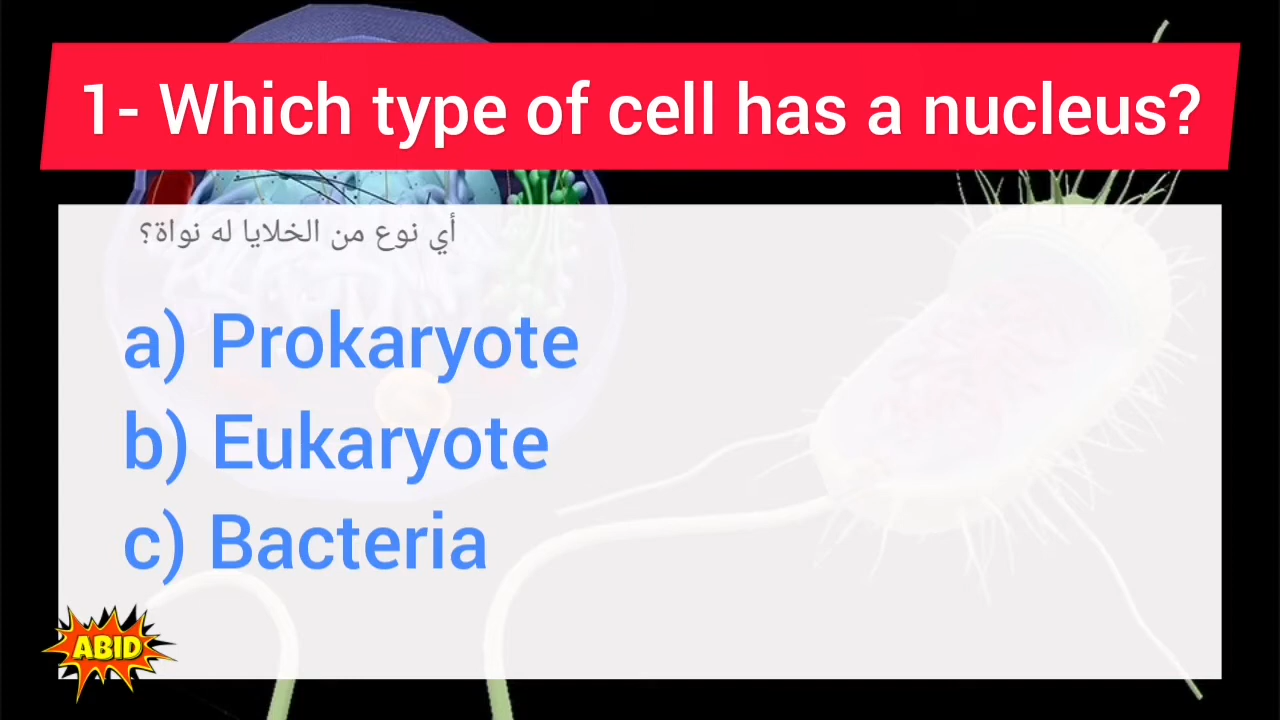 1- Which type of cell has a nucleus?
أي نوع من الخلايا له نواة؟
a) Prokaryote
b) Eukaryote
c) Bacteria
ABID